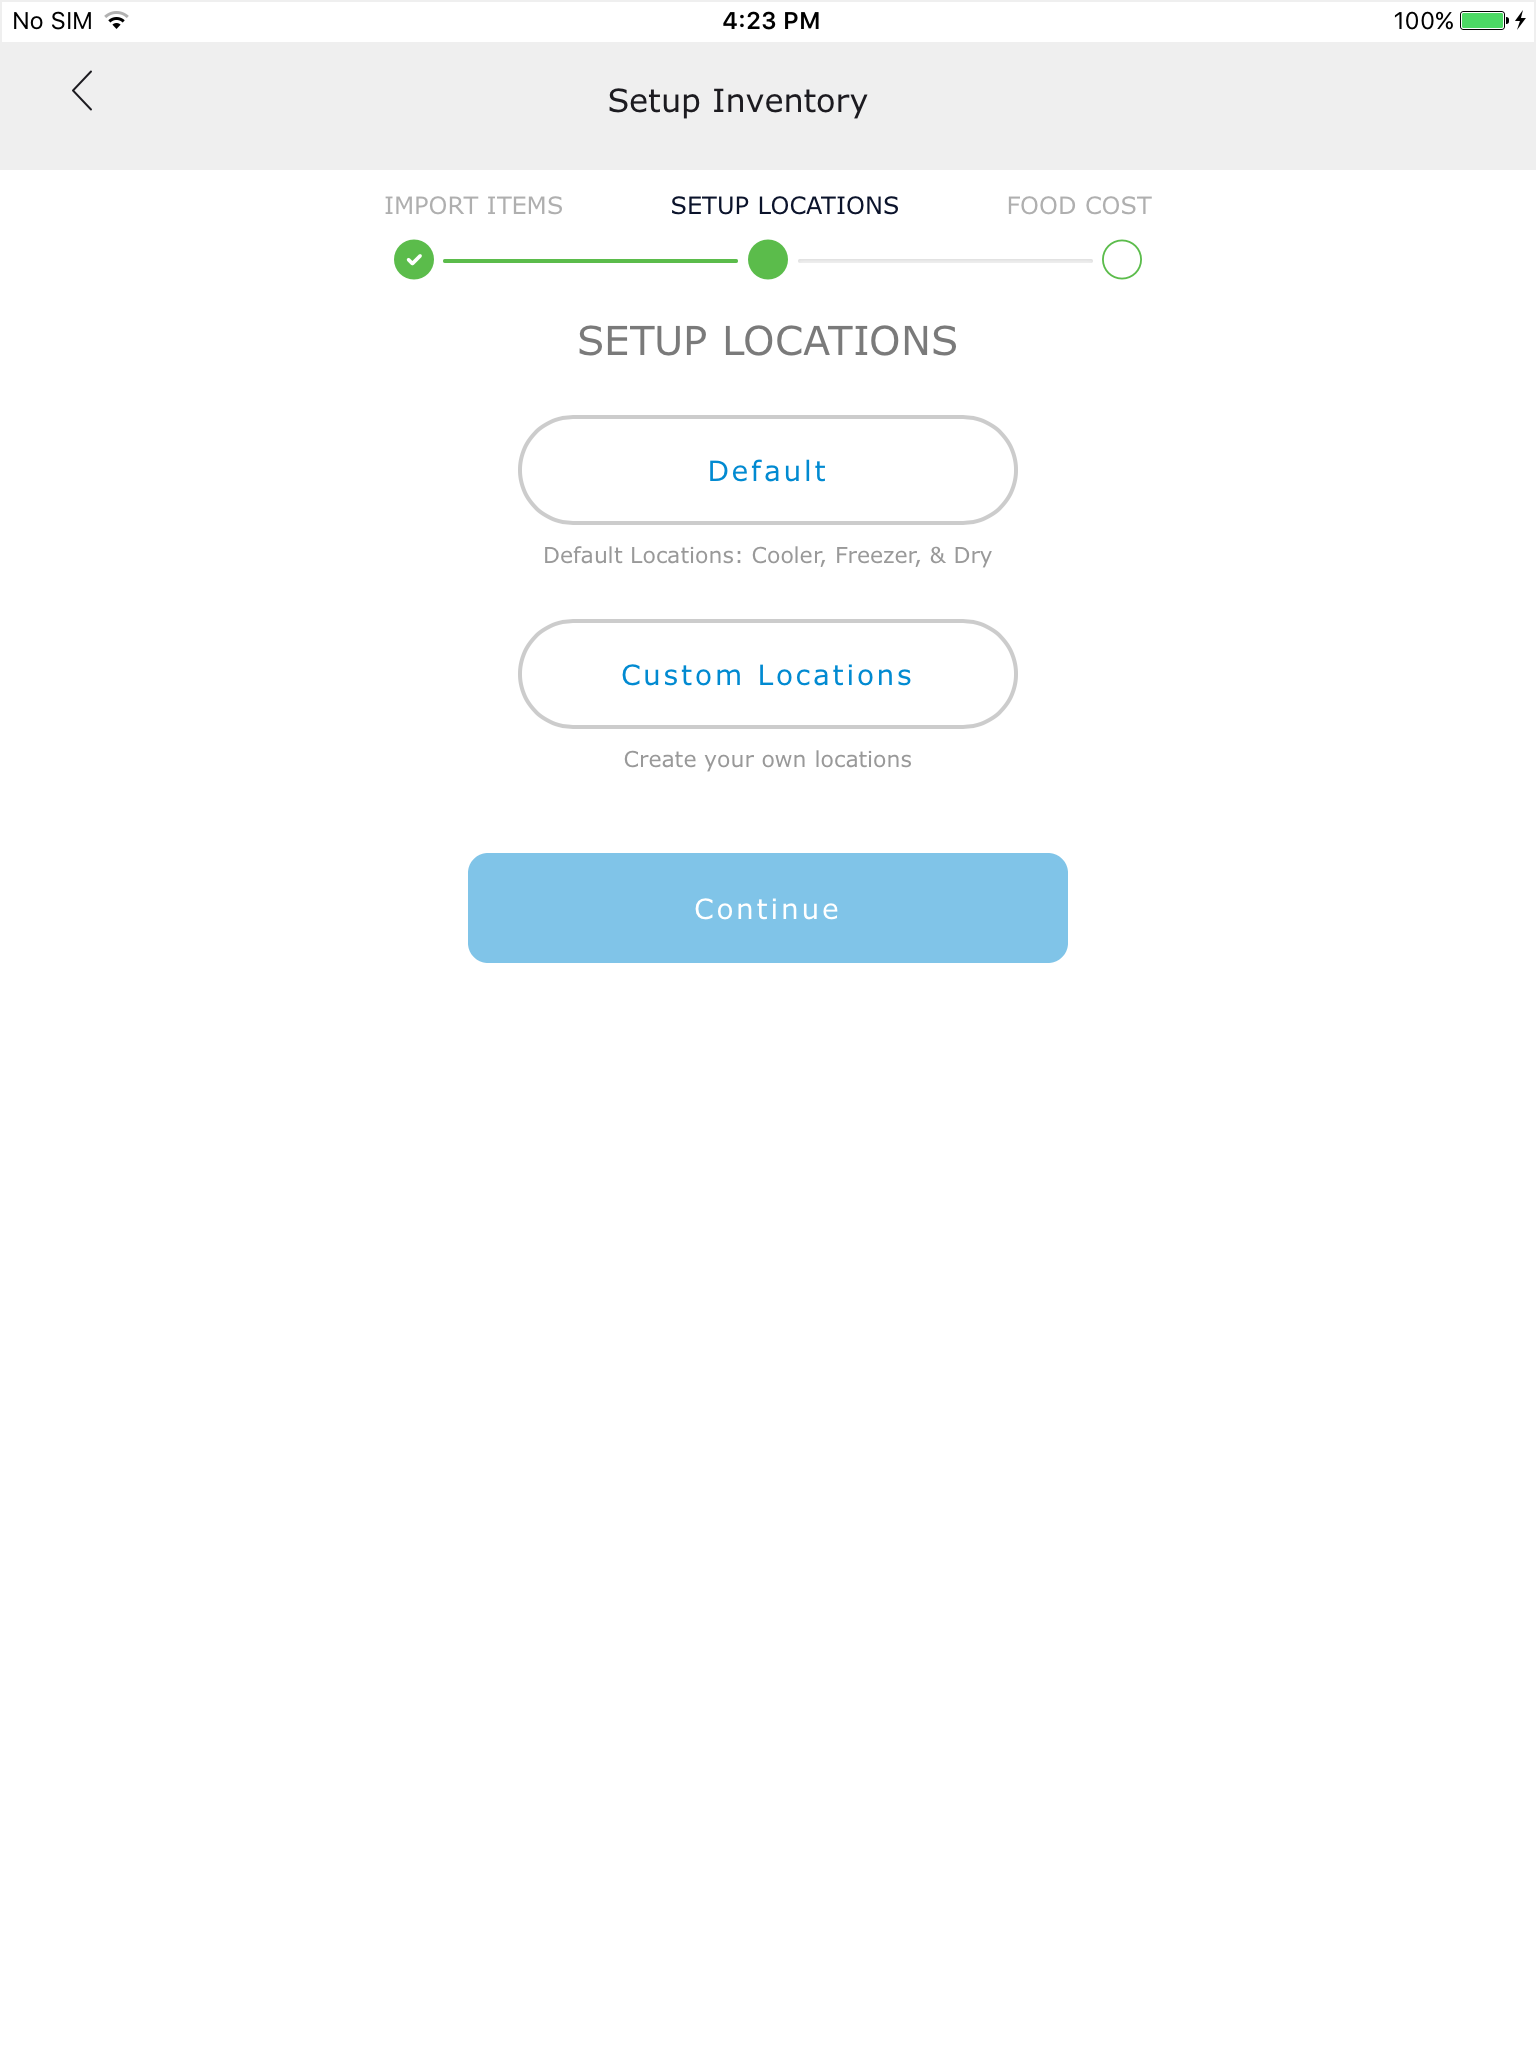 No SIM 4:23 PM 100%
Setup Inventory
IMPORT ITEMS SETUP LOCATIONS FOOD COST
SETUP LOCATIONS
Default
Default Locations: Cooler, Freezer, & Dry
Custom Locations
Create your own locations
Continue